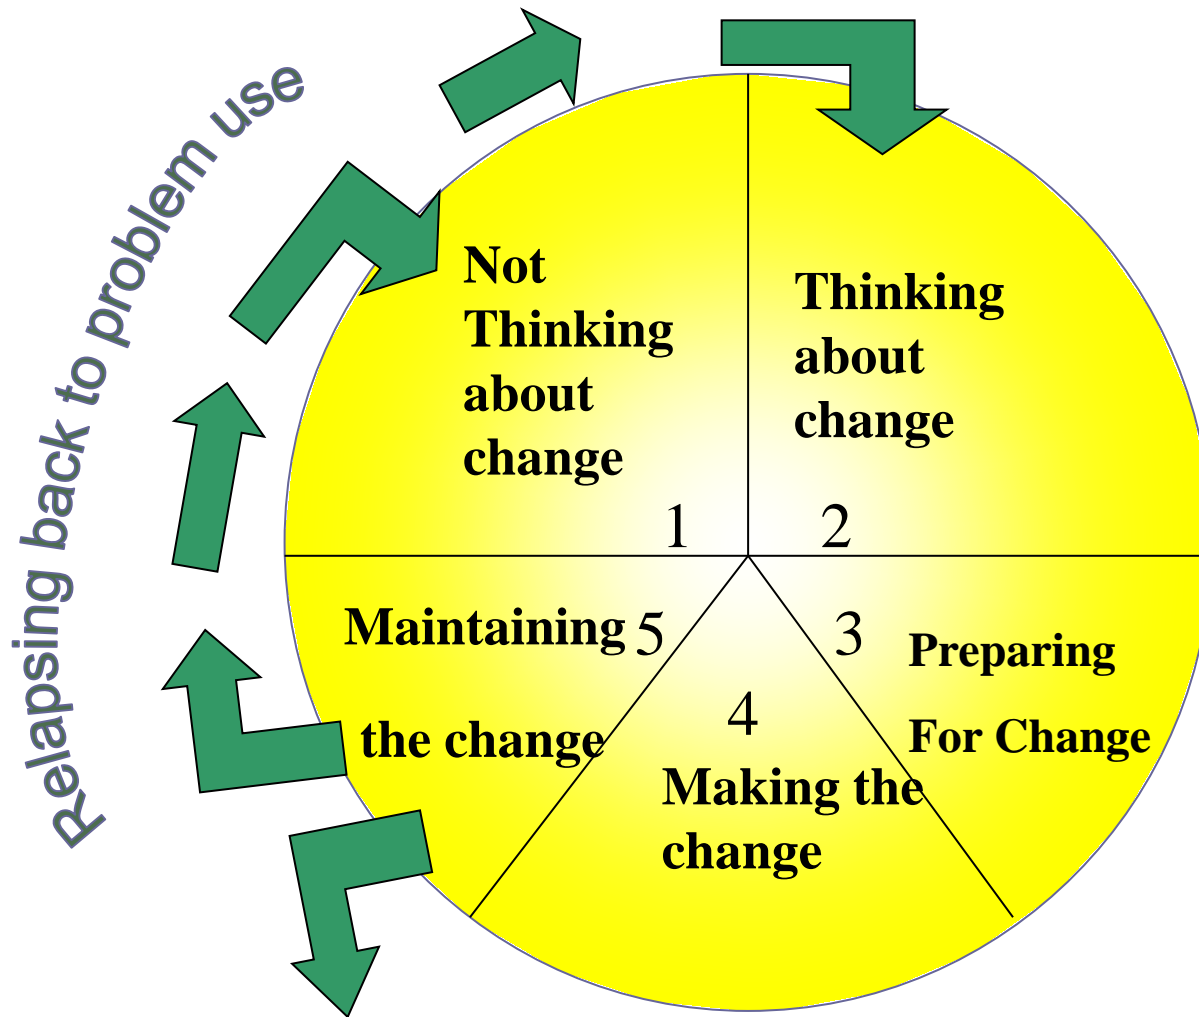 Relapsing back to problem use
Not
Thinking
about
change
1
Thinking
about
change
2
3
Preparing
For Change
4
Making the
change
Maintaining
5
the change